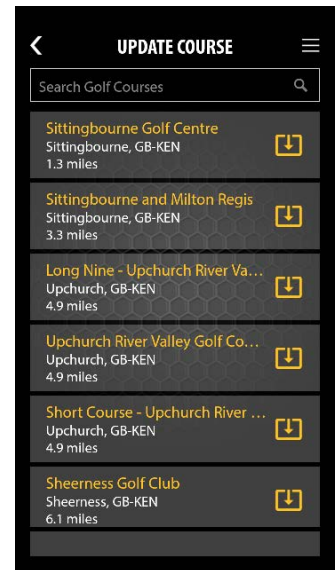 UPDATE COURSE
Search Golf Courses
Sittingbourne Golf Centre
Sittingbourne, GB-KEN
1.3 miles
Sittingbourne and Milton Regis
Sittingbourne, GB-KEN
3.3 miles
Long Nine - Upchurch River Va...
Upchurch, GB-KEN
4.9 miles
Upchurch River Valley Golf Co...
Upchurch, GB-KEN
4.9 miles
Short Course - Upchurch River ...
Upchurch, GB-KEN
4.9 miles
Sheerness Golf Club
Sheerness, GB-KEN
6.1 miles